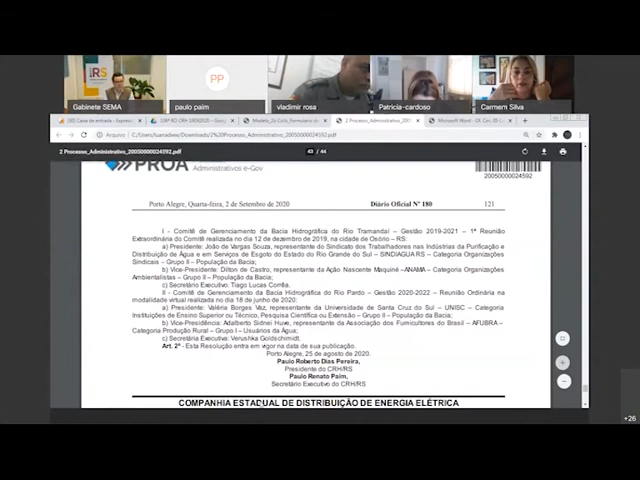 RS
PP
Gabinete SEMA
paulo paim
vladimir rosa
Patricia-cardoso
Carmem Silva
Arquivo
C:/Users/luanadew/Downloads/2%20Processo_Administrativo_20050000024592.pdf
2 Processo_Administrativo_20050000024592.pdf
43 / 44
PROA Administrativos e-Gov
20050000024592
Porto Alegre, Quarta-feira, 2 de Setembro de 2020
Diário Oficial Nº 180
121
I - Comitê de Gerenciamento da Bacia Hidrográfica do Rio Tramandaí – Gestão 2019-2021 – 1ª Reunião
Extraordinária do Comitê realizada no dia 12 de dezembro de 2019, na cidade de Osório – RS:
a) Presidente: João de Vargas Souza, representante do Sindicato dos Trabalhadores nas Indústrias da Purificação e
Distribuição de Água e em Serviços de Esgoto do Estado do Rio Grande do Sul – SINDIAGUA RS – Categoria Organizações
Sindicais – Grupo II – População da Bacia;
b) Vice-Presidente: Dilton de Castro, representante da Ação Nascente Maquiné –ANAMA – Categoria Organizações
Ambientalistas – Grupo II – População da Bacia;
c) Secretário Executivo: Tiago Lucas Corrêa.
II – Comitê de Gerenciamento da Bacia Hidrográfica do Rio Pardo – Gestão 2020-2022 – Reunião Ordinária na
modalidade virtual realizada no dia 18 de junho de 2020:
a) Presidente: Valéria Borges Vaz, representante da Universidade de Santa Cruz do Sul – UNISC – Categoria
Instituições de Ensino Superior ou Técnico, Pesquisa Científica ou Extensão – Grupo II – População da Bacia;
b) Vice-Presidência: Adalberto Sidnei Huve, representante da Associação dos Fumicultores do Brasil – AFUBRA –
Categoria Produção Rural – Grupo I – Usuários da Água;
c) Secretária Executiva: Verushka Goldschimidt.
Art. 2º - Esta Resolução entra em vigor na data de sua publicação.
Porto Alegre, 25 de agosto de 2020.
Paulo Roberto Dias Pereira,
Presidente do CRH/RS
Paulo Renato Paim,
Secretário Executivo do CRH/RS
COMPANHIA ESTADUAL DE DISTRIBUIÇÃO DE ENERGIA ELÉTRICA
+26